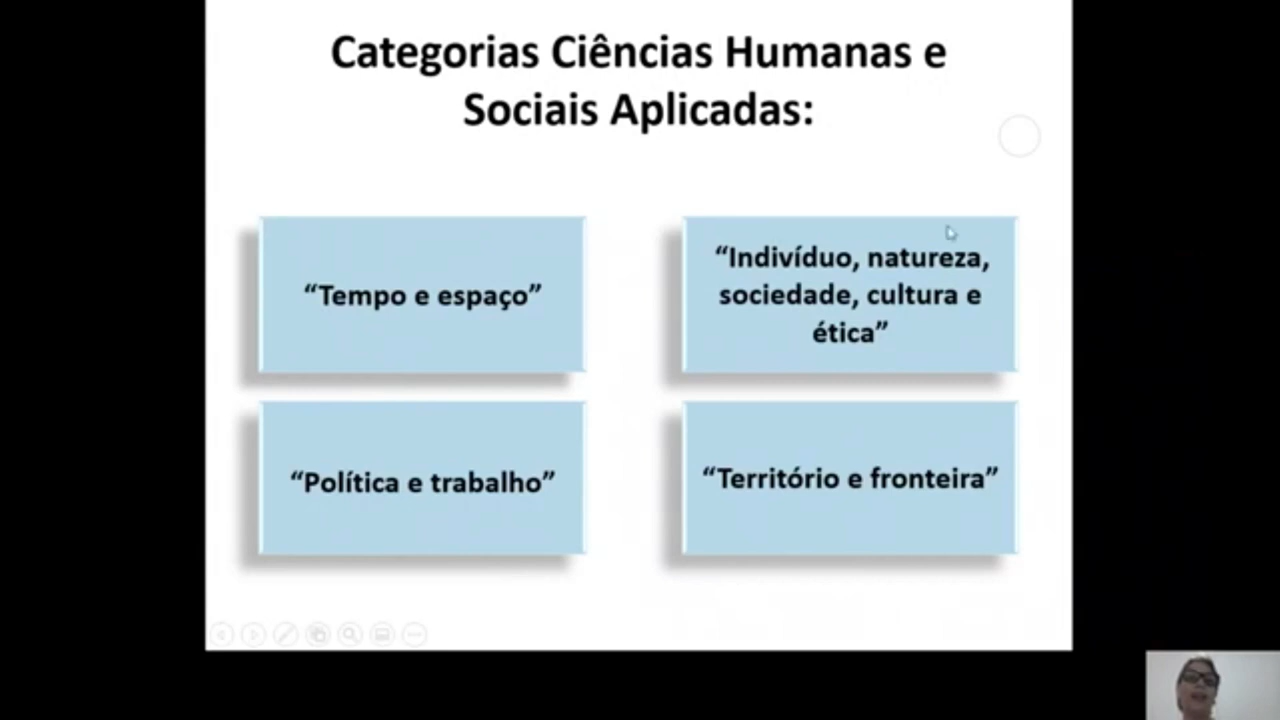 Categorias Ciências Humanas e
Sociais Aplicadas:
“Tempo e espaço”
“Indivíduo, natureza,
sociedade, cultura e
ética”
“Política e trabalho”
“Território e fronteira”